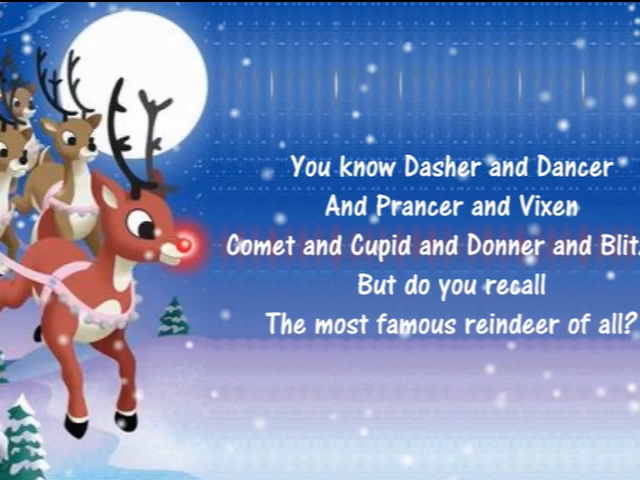 You know Dasher and Dancer
And Prancer and Vixen
Comet and Cupid and Donner and
But do you recall
The most famous reindeer of all?